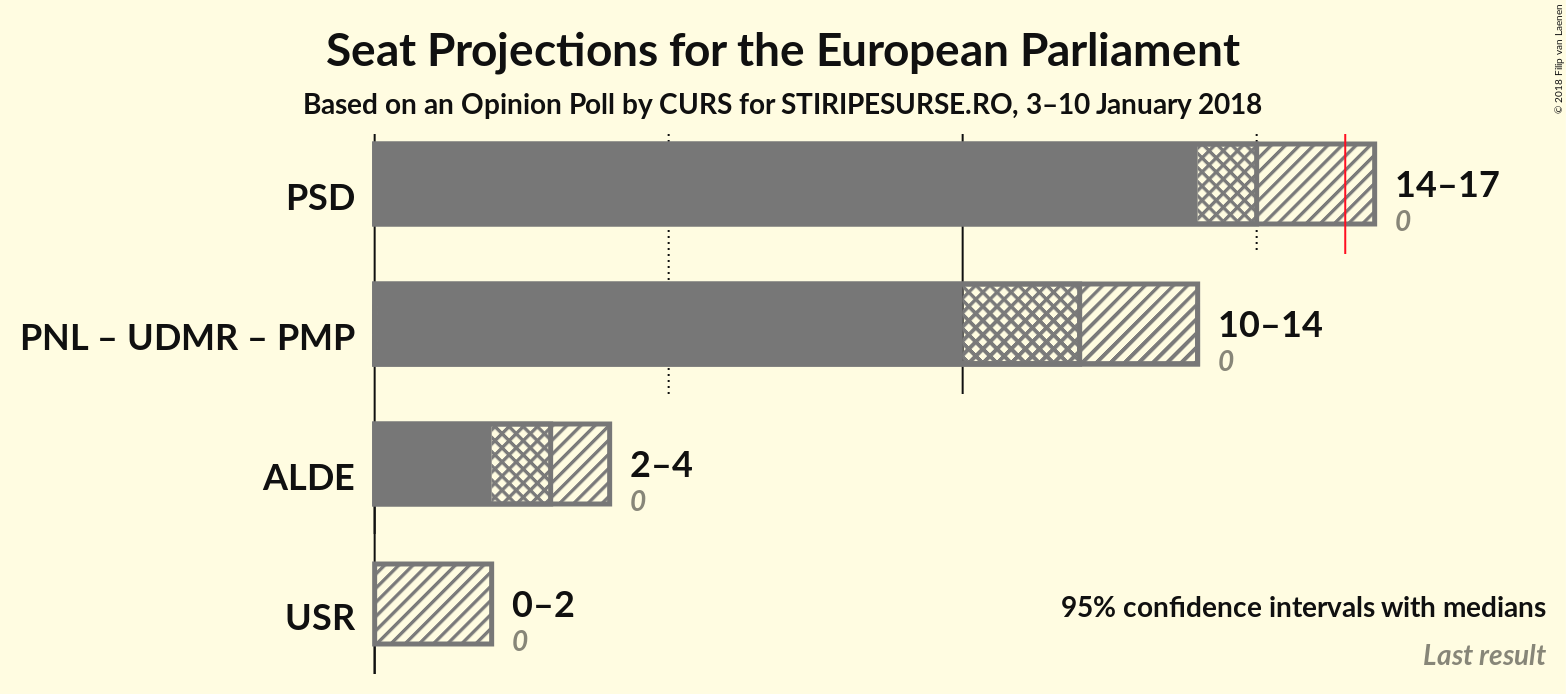 Seat Projections for the European Parliament
Based on an Opinion Poll by CURS for STIRIPESURSE.RO, 3–10 January 2018
© 2018 Filip van Laenen
PSD
14–17
0
PNL – UDMR – PMP
10–14
0
ALDE
2–4
0
USR
0–2
0
95% confidence intervals with medians
Last result